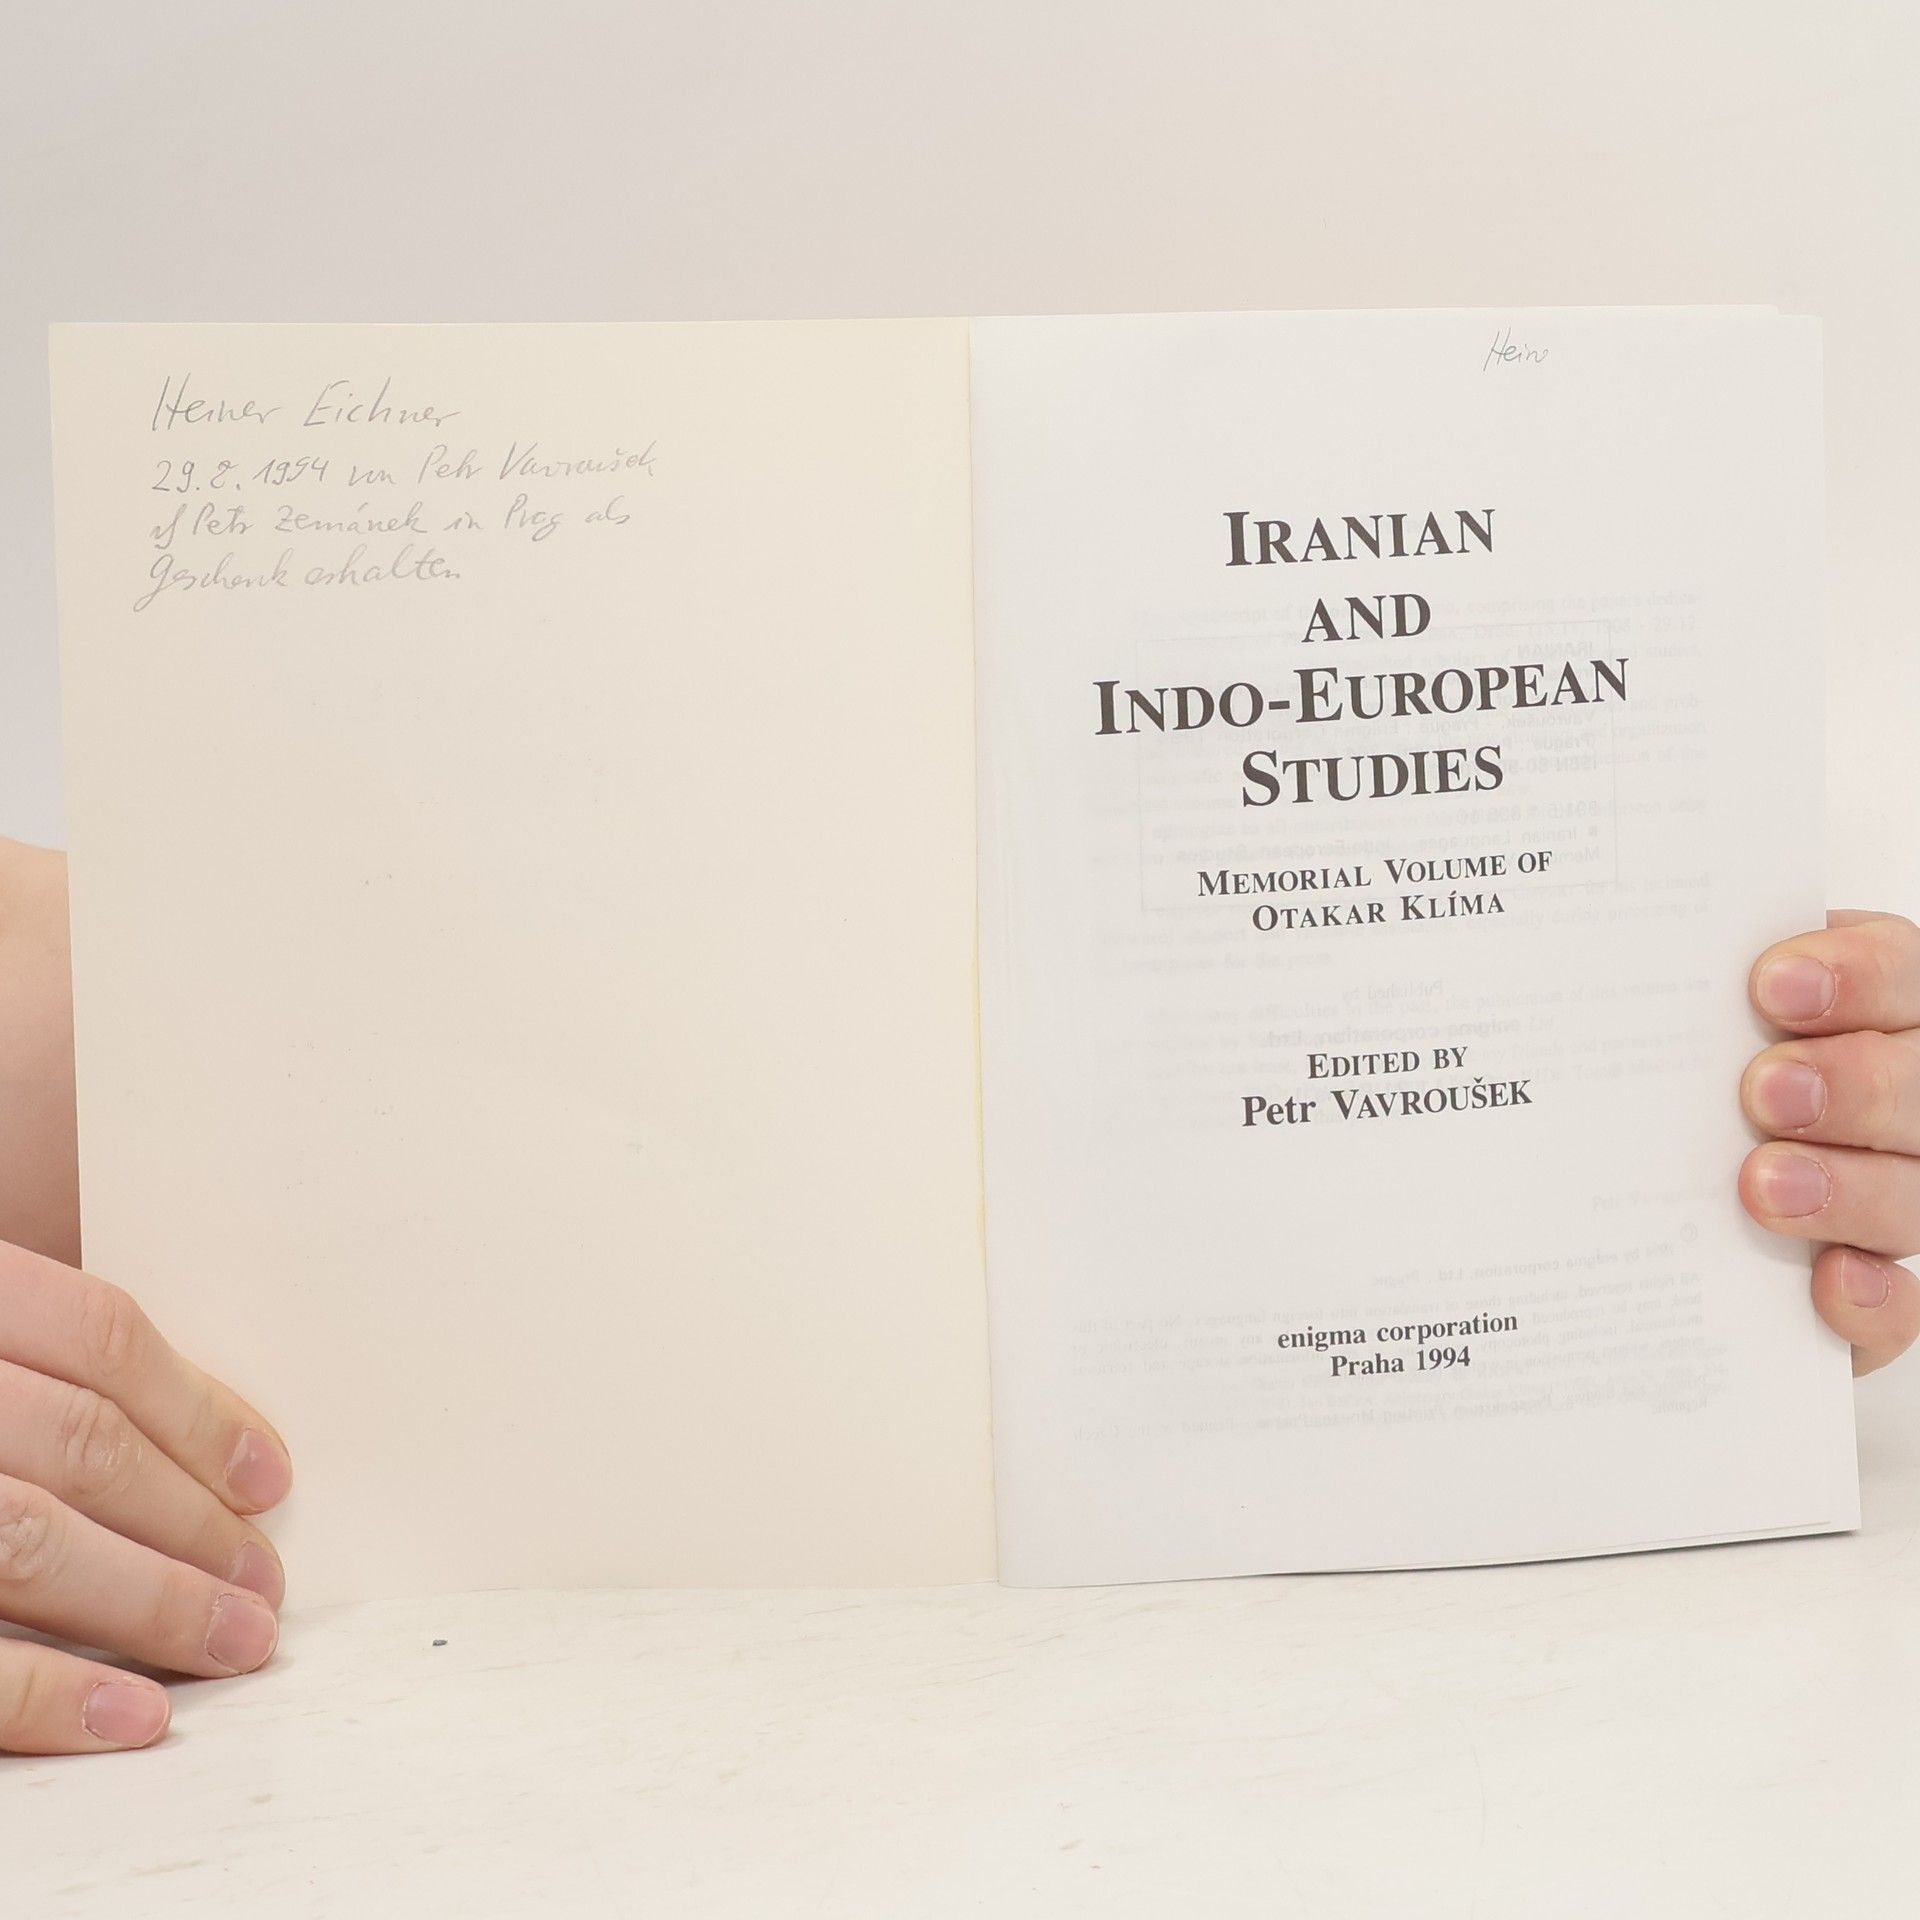 Heiner Eichner
29.8.1994 von Petr Vavroušek
Petr Zemánek in Prag als
Geschenk erhalten
Hein
IRANIAN
AND
INDO-EUROPEAN
STUDIES
MEMORIAL VOLUME OF
OTAKAR KLÍMA
EDITED BY
Petr VAVROUŠEK
enigma corporation
Praha 1994